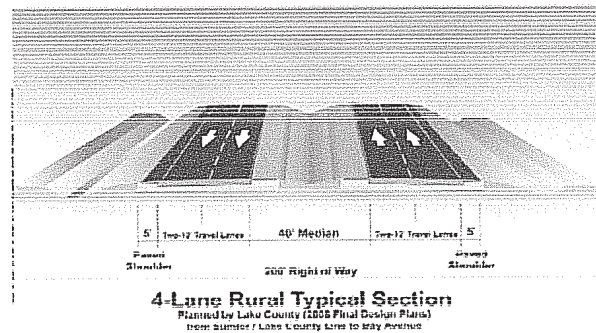 5' Two-12' Travel Lanes 40' Median Two-12' Travel Lanes 5'
Paved Shoulder Paved Shoulder
200' Right of Way
4-Lane Rural Typical Section
Planned by Lake County (2008 Final Design Plans)
from Sumter / Lake County Line to Bay Avenue